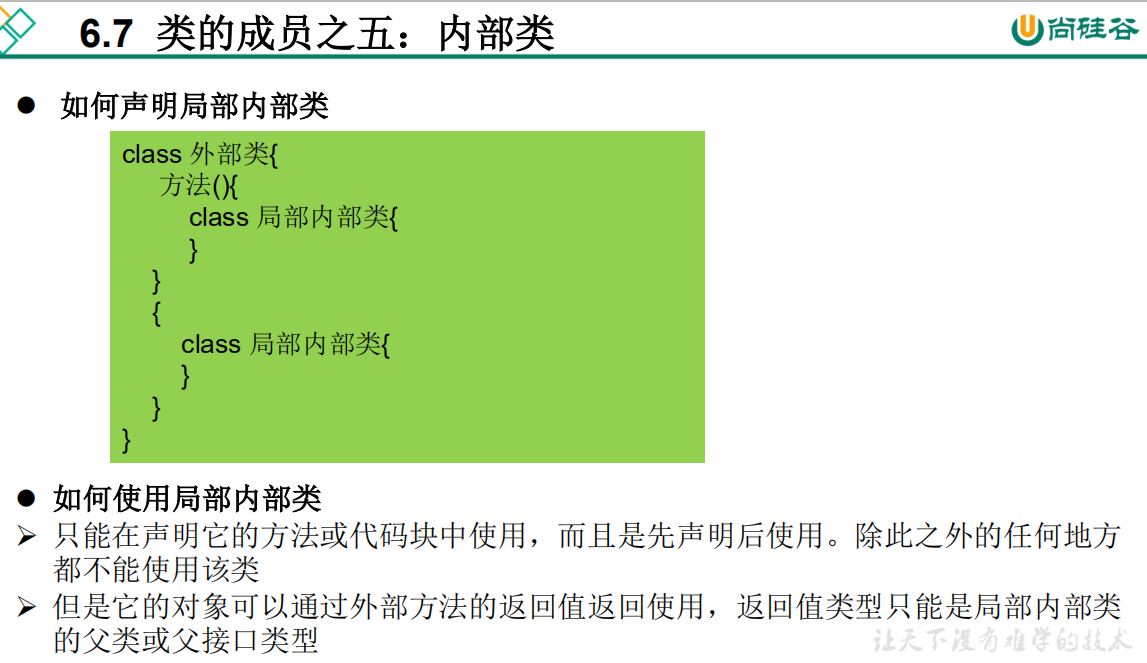 6.7 类的成员之五：内部类
尚硅谷
● 如何声明局部内部类
class 外部类{
方法(){
class 局部内部类{
}
}
{
class 局部内部类{
}
}
}
● 如何使用局部内部类
➢ 只能在声明它的方法或代码块中使用，而且是先声明后使用。除此之外的任何地方
都不能使用该类
➢ 但是它的对象可以通过外部方法的返回值返回使用，返回值类型只能是局部内部类
的父类或父接口类型
让天下没有难学的技术